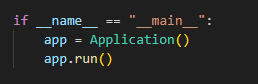 if __name__ == "__main__":
    app = Application()
    app.run()